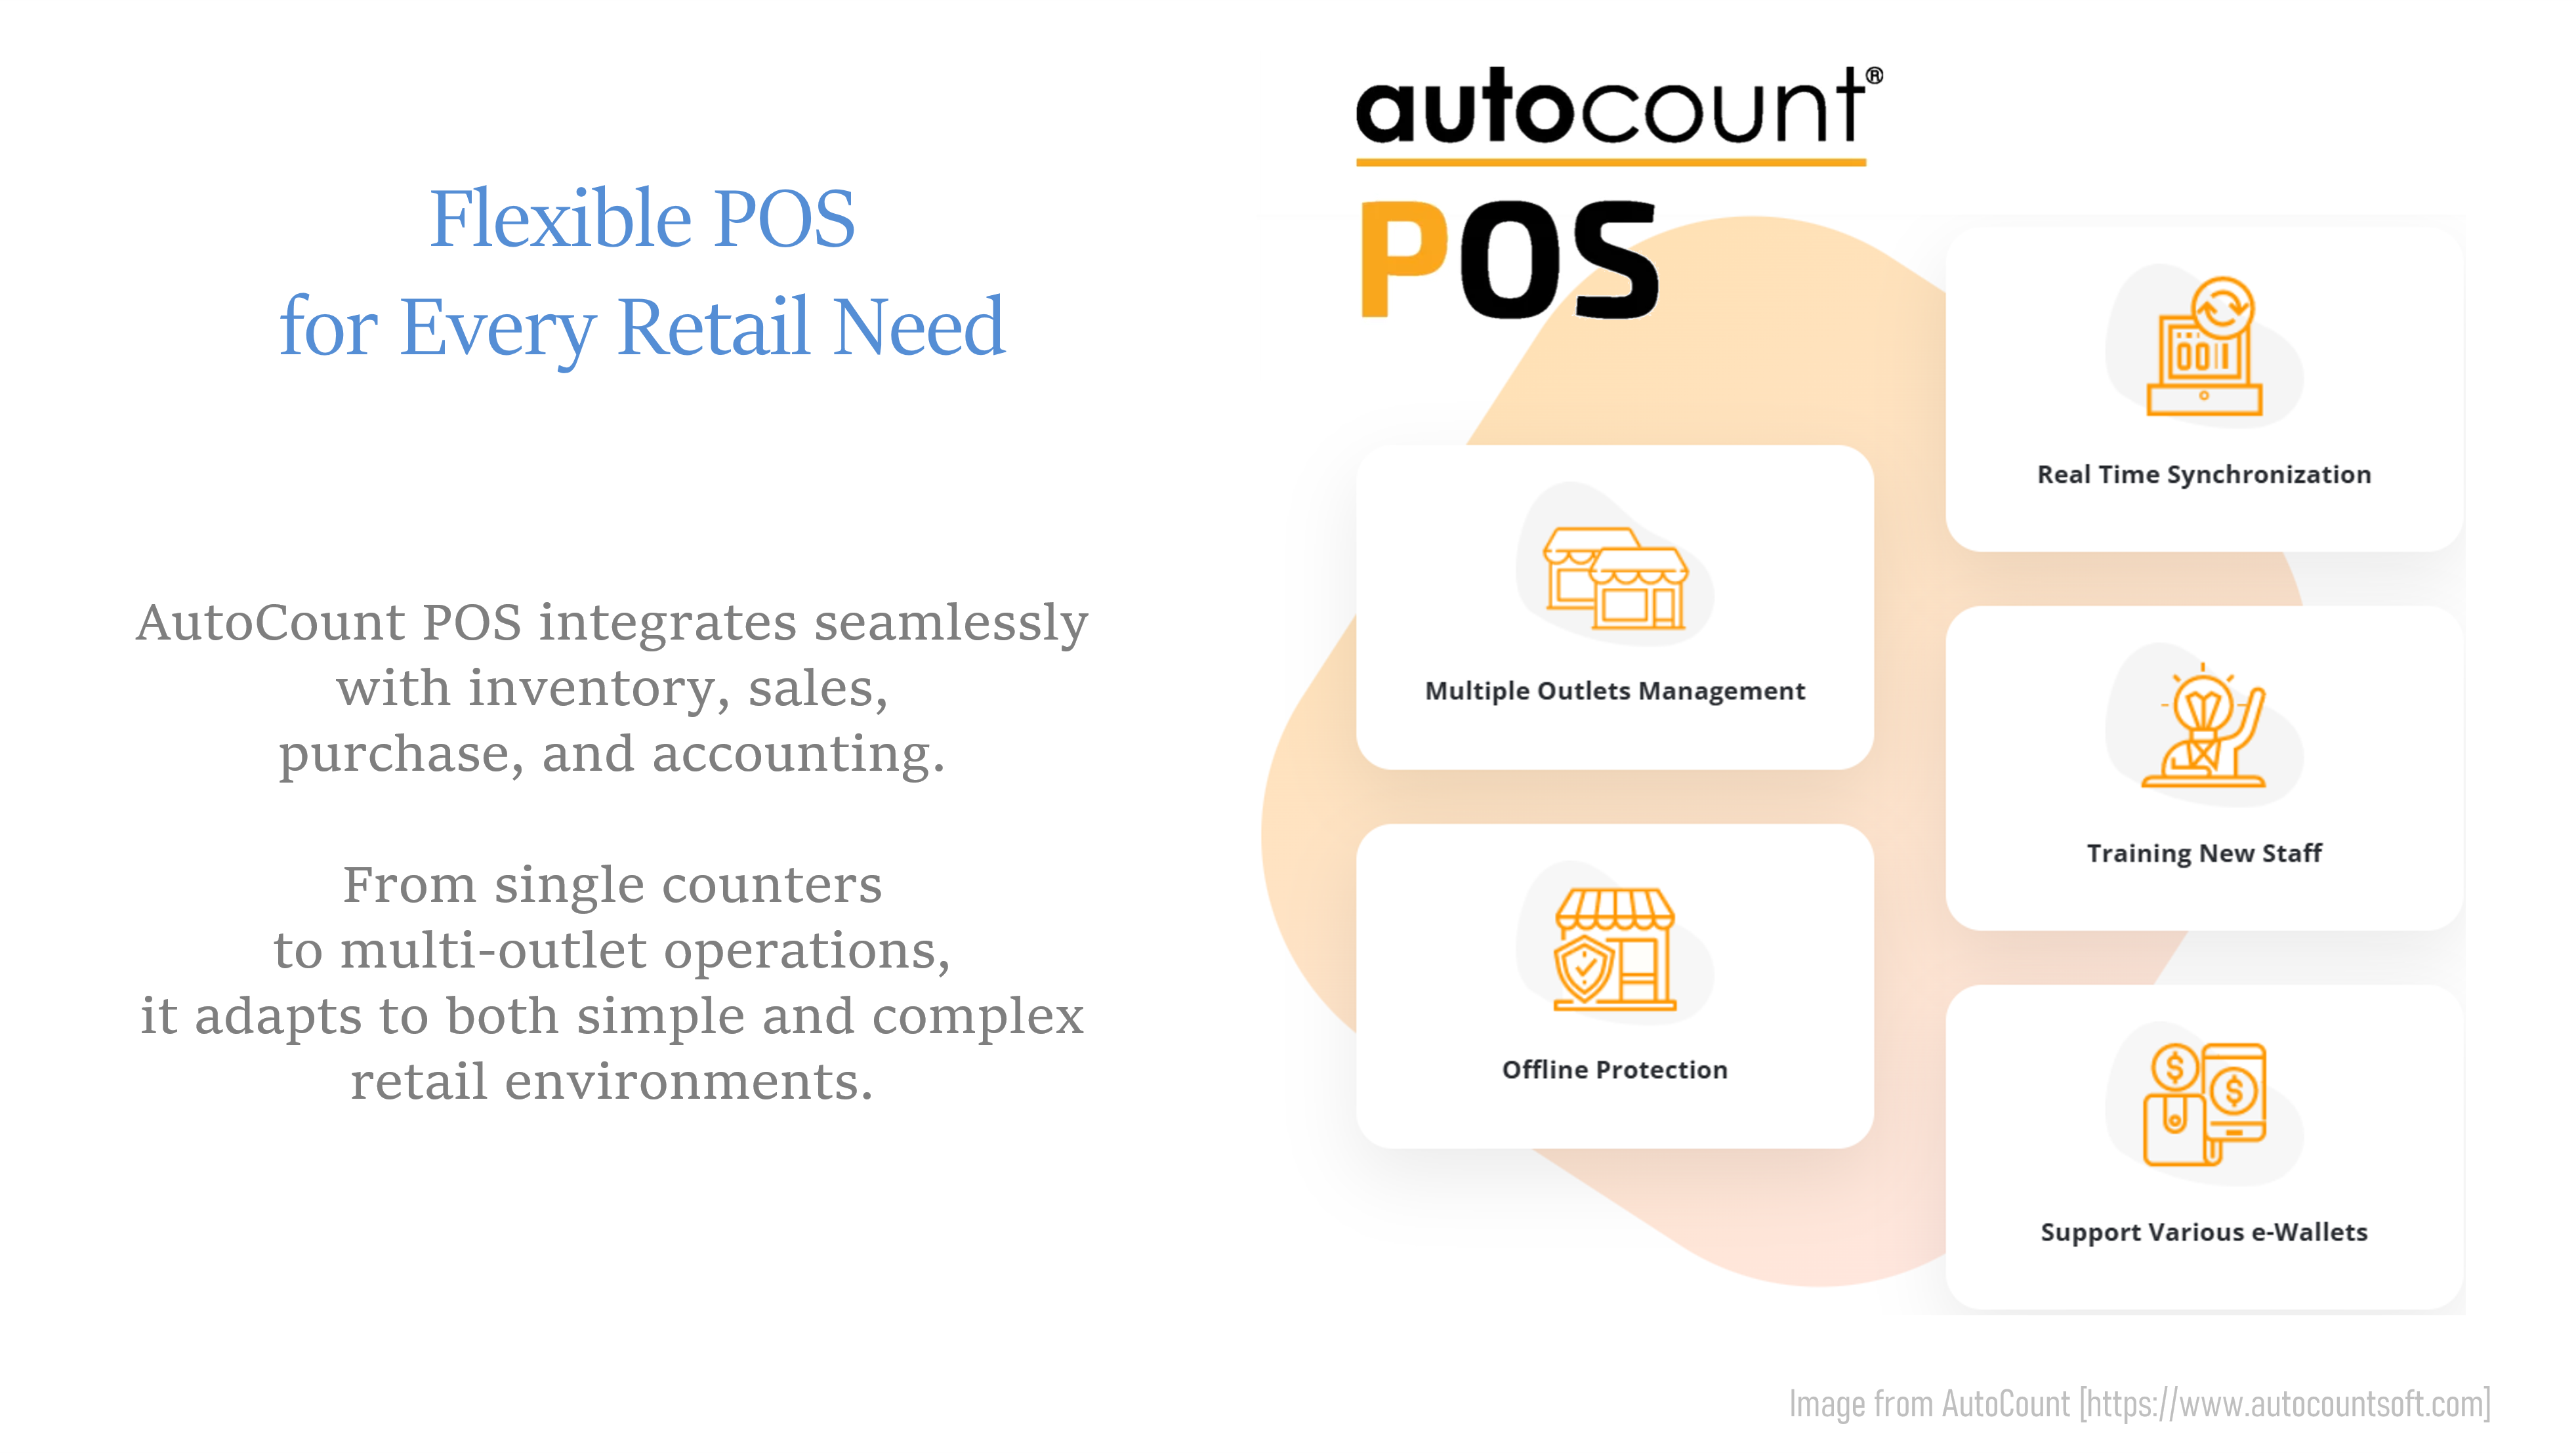 Flexible POS
for Every Retail Need
AutoCount POS integrates seamlessly
with inventory, sales,
purchase, and accounting.
From single counters
to multi-outlet operations,
it adapts to both simple and complex
retail environments.
autocount®
POS
Real Time Synchronization
Multiple Outlets Management
Training New Staff
Offline Protection
Support Various e-Wallets
Image from AutoCount [https://www.autocountsoft.com]